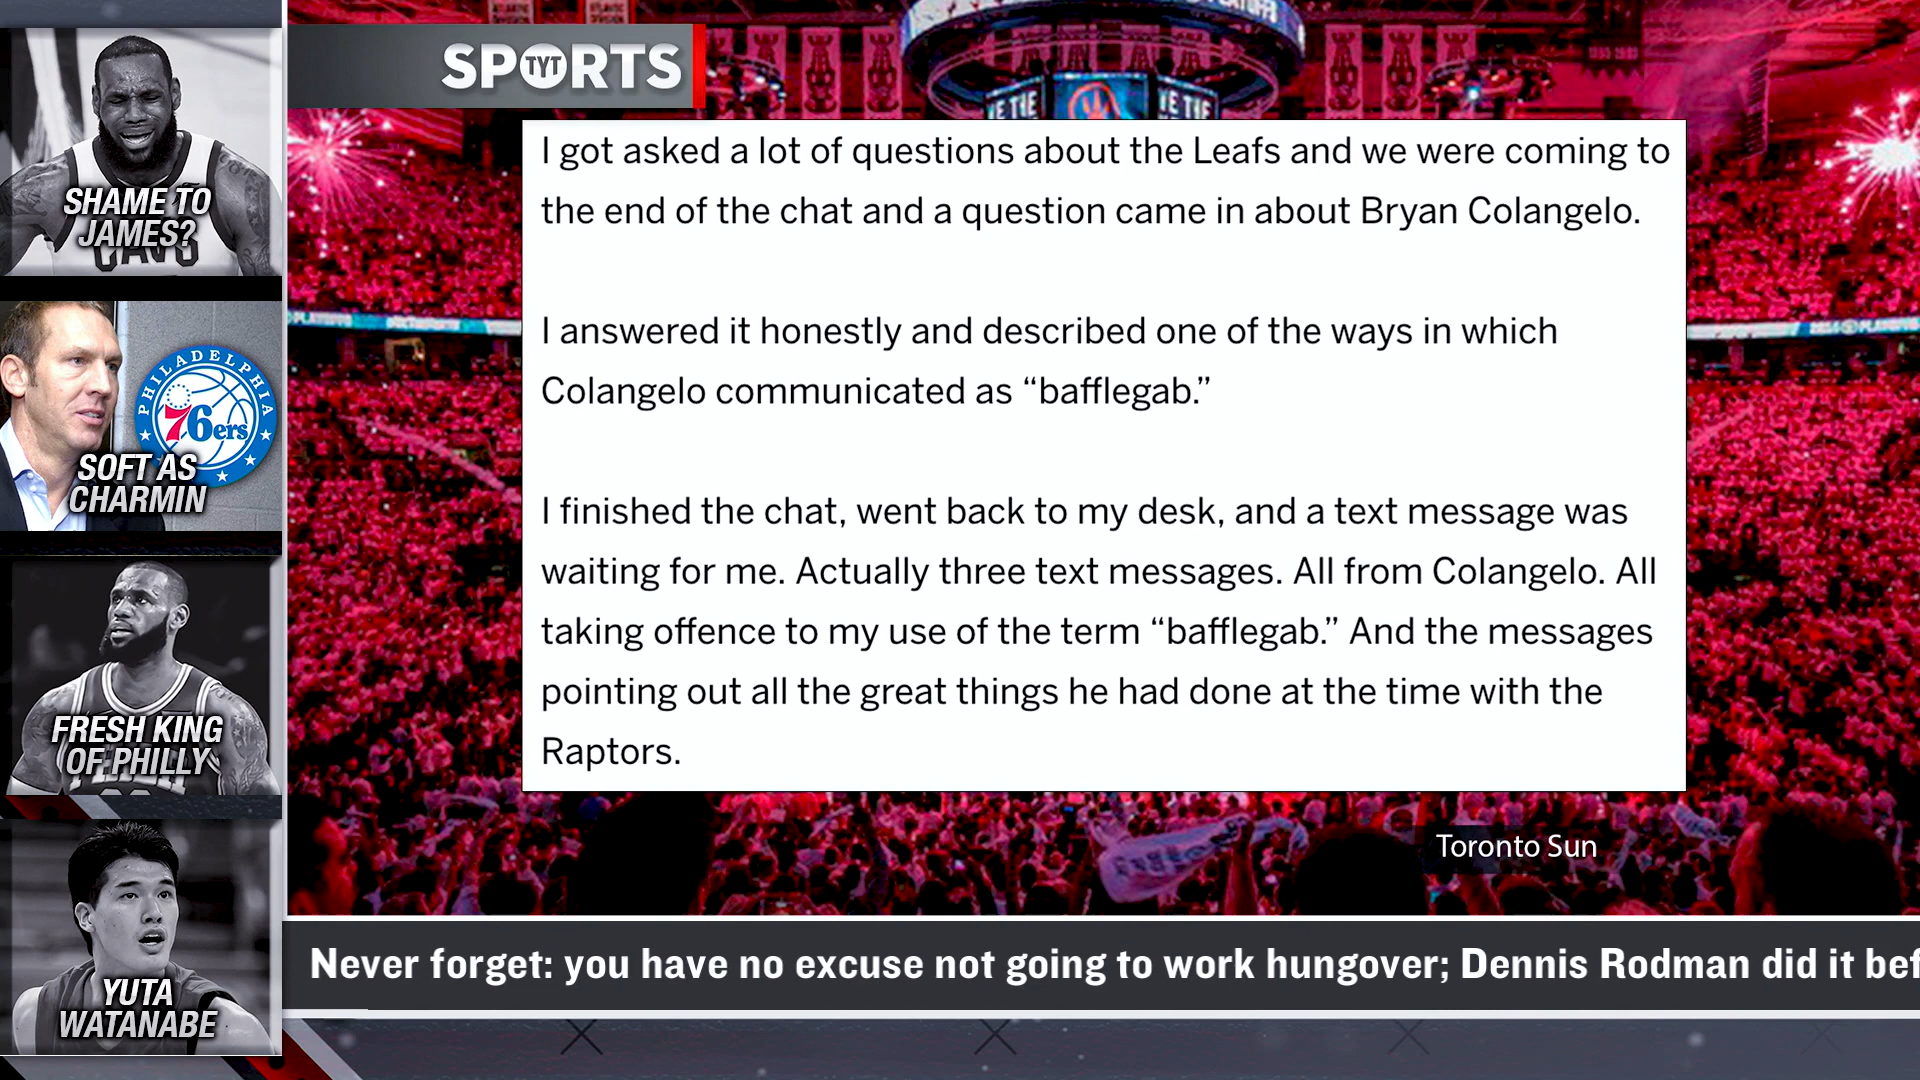 SPORTS
TYT
SHAME TO
JAMES?
CAVS
PHILADELPHIA
76ers
SOFT AS
CHARMIN
FRESH KING
OF PHILLY
YUTA
WATANABE
WE THE
I got asked a lot of questions about the Leafs and we were coming to
the end of the chat and a question came in about Bryan Colangelo.
I answered it honestly and described one of the ways in which
Colangelo communicated as “bafflegab.”
I finished the chat, went back to my desk, and a text message was
waiting for me. Actually three text messages. All from Colangelo. All
taking offence to my use of the term “bafflegab.” And the messages
pointing out all the great things he had done at the time with the
Raptors.
Toronto Sun
Never forget: you have no excuse not going to work hungover; Dennis Rodman did it bef